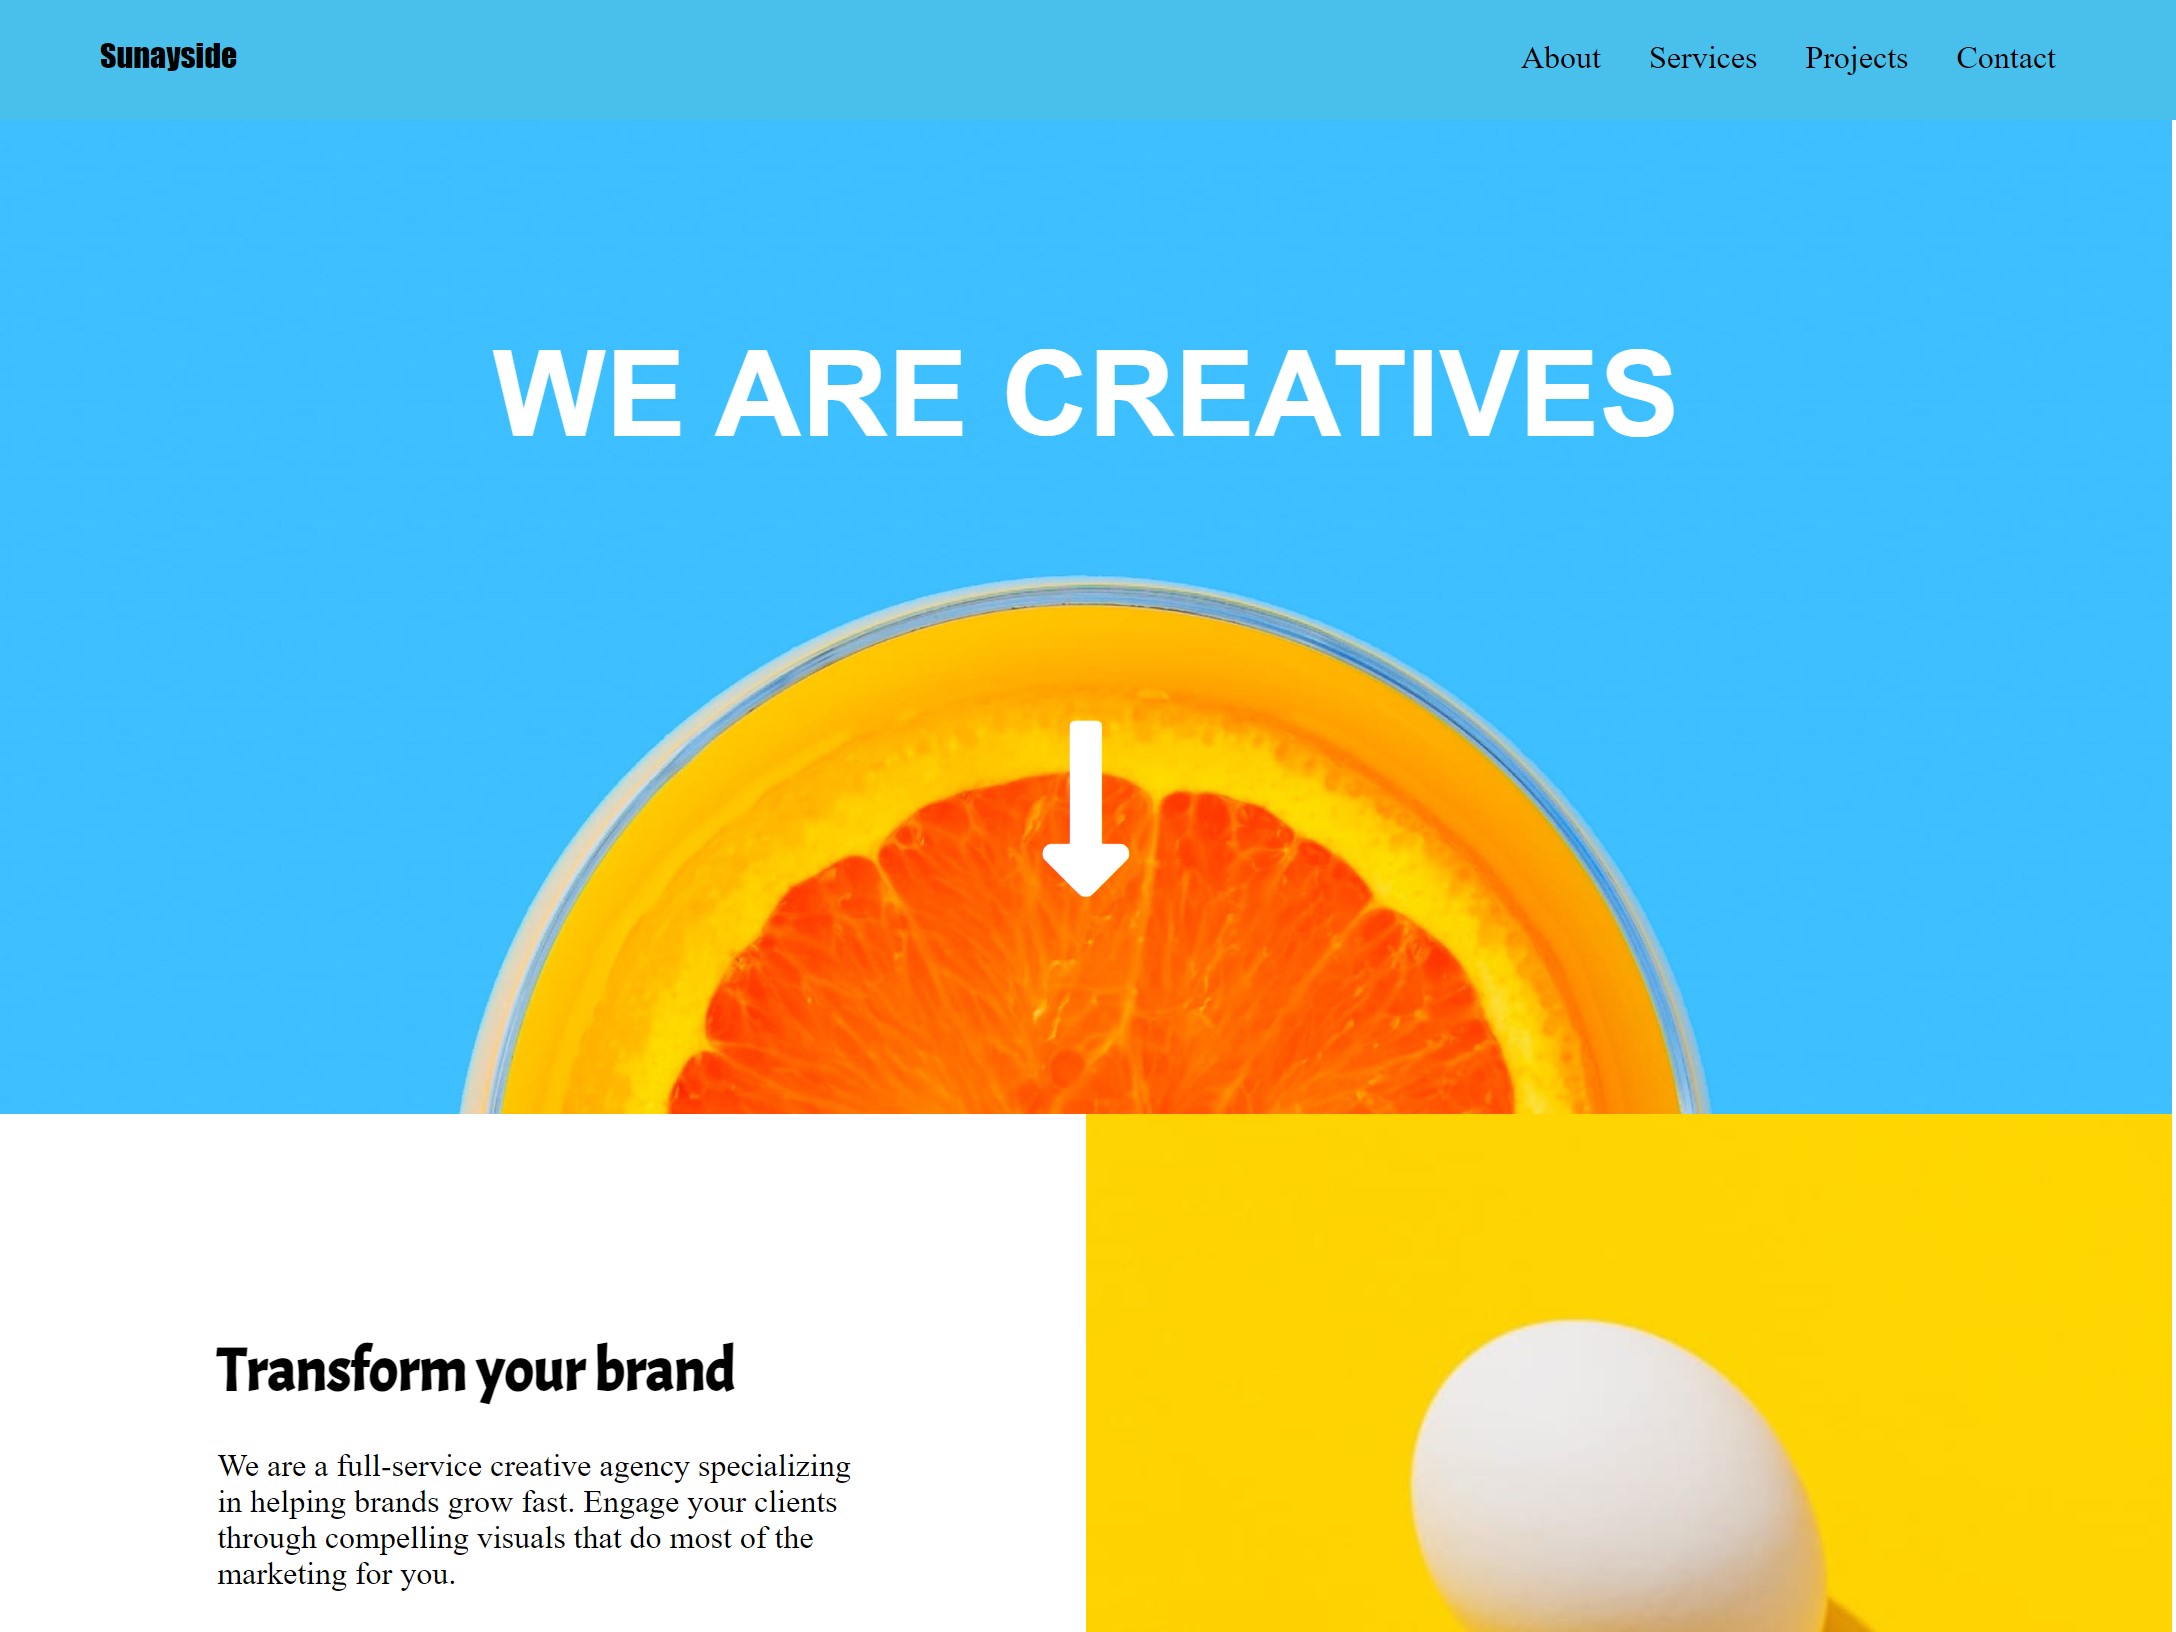 Sunayside
About Services Projects Contact
WE ARE CREATIVES
Transform your brand
We are a full-service creative agency specializing
in helping brands grow fast. Engage your clients
through compelling visuals that do most of the
marketing for you.